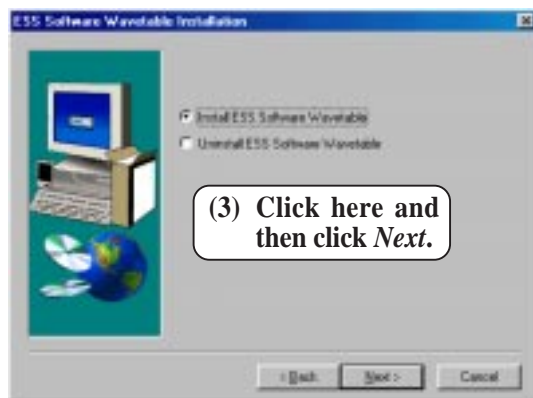 ESS Software Wavetable Installation
Install ESS Software Wavetable
Uninstall ESS Software Wavetable
(3) Click here and
then click Next.
< Back
Next >
Cancel